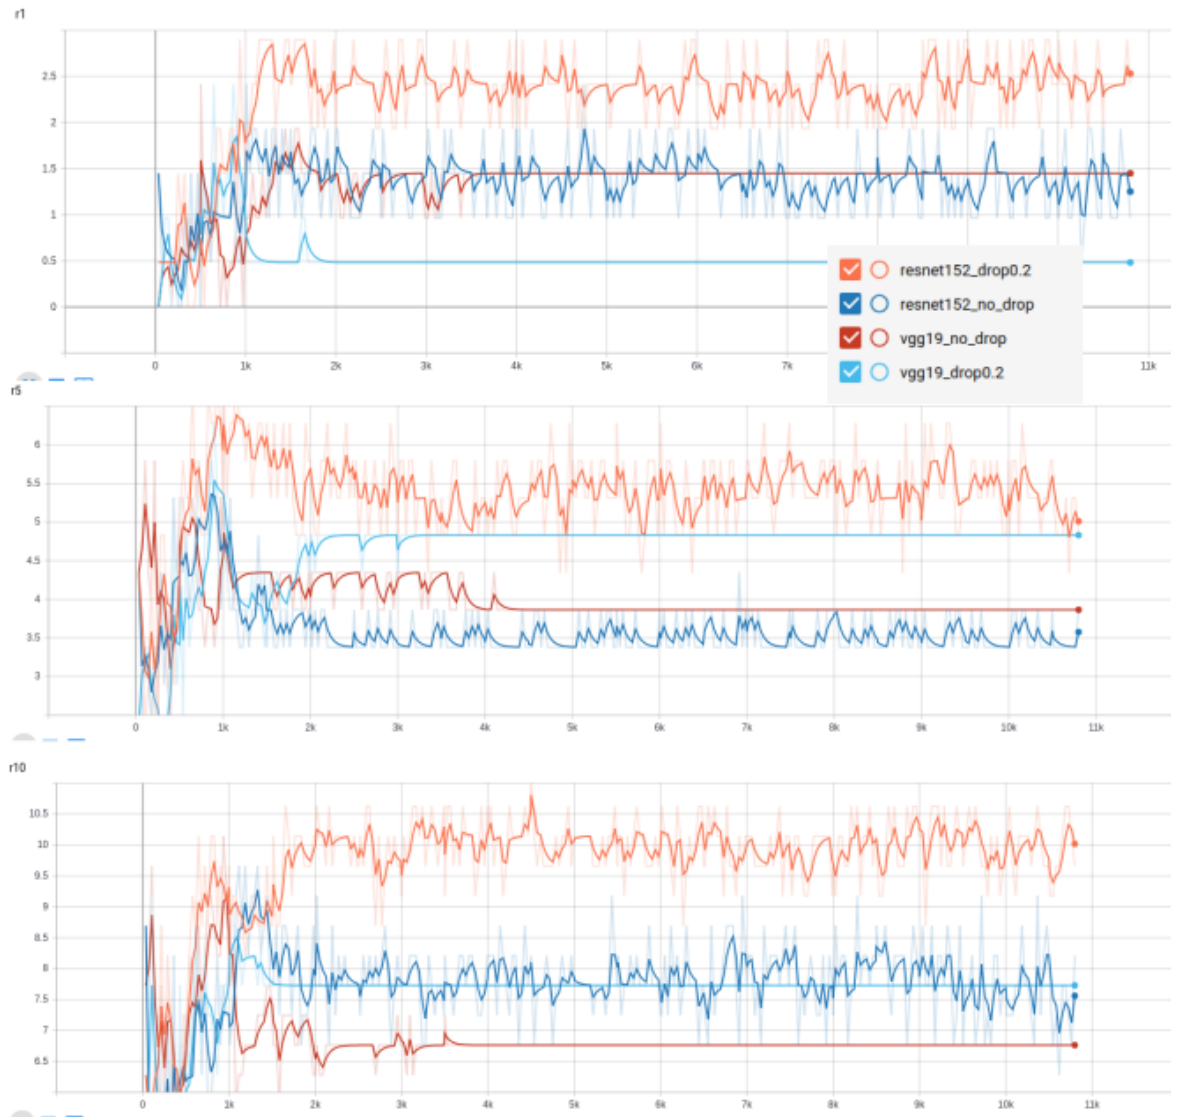 r1
2.5
2
1.5
1
0.5
0
resnet152_drop0.2
resnet152_no_drop
vgg19_no_drop
vgg19_drop0.2
0 1k 2k 3k 4k 5k 6k 7k 11k
r5
6
5.5
5
4.5
4
3.5
3
0 1k 2k 3k 4k 5k 6k 7k 8k 9k 10k 11k
r10
10.5
10
9.5
9
8.5
8
7.5
7
6.5
0 1k 2k 3k 4k 5k 6k 7k 8k 9k 10k 11k